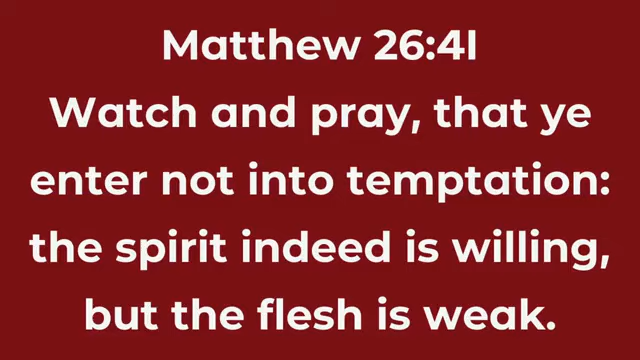 Matthew 26:41
Watch and pray, that ye
enter not into temptation:
the spirit indeed is willing,
but the flesh is weak.